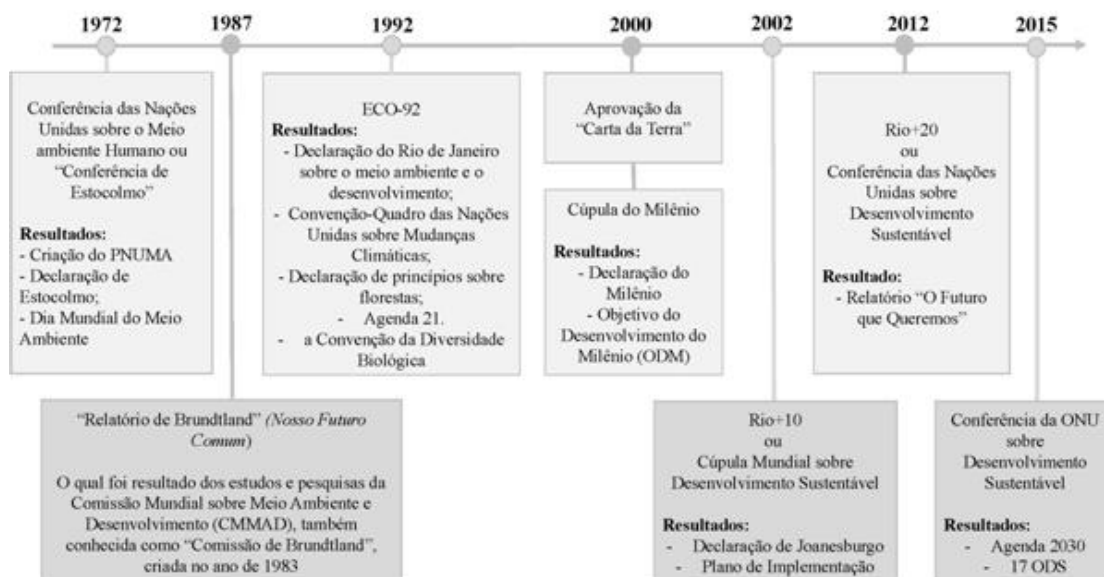 1972
1987
1992
2000
2002
2012
2015
Conferência das Nações
Unidas sobre o Meio
ambiente Humano ou
“Conferência de
Estocolmo”
Resultados:
- Criação do PNUMA
- Declaração de
Estocolmo;
- Dia Mundial do Meio
Ambiente
“Relatório de Brundtland” (Nosso Futuro
Comum)
O qual foi resultado dos estudos e pesquisas da
Comissão Mundial sobre Meio Ambiente e
Desenvolvimento (CMMAD), também
conhecida como “Comissão de Brundtland”,
criada no ano de 1983
ECO-92
Resultados:
- Declaração do Rio de Janeiro
sobre o meio ambiente e o
desenvolvimento;
- Convenção-Quadro das Nações
Unidas sobre Mudanças
Climáticas;
- Declaração de princípios sobre
florestas;
- Agenda 21.
- a Convenção da Diversidade
Biológica
Aprovação da
“Carta da Terra”
Cúpula do Milênio
Resultados:
- Declaração do
Milênio
- Objetivo do
Desenvolvimento do
Milênio (ODM)
Rio+10
ou
Cúpula Mundial sobre
Desenvolvimento Sustentável
Resultados:
- Declaração de Joanesburgo
- Plano de Implementação
Rio+20
ou
Conferência das Nações
Unidas sobre
Desenvolvimento
Sustentável
Resultado:
- Relatório “O Futuro
que Queremos”
Conferência da ONU
sobre
Desenvolvimento
Sustentável
Resultados:
- Agenda 2030
- 17 ODS